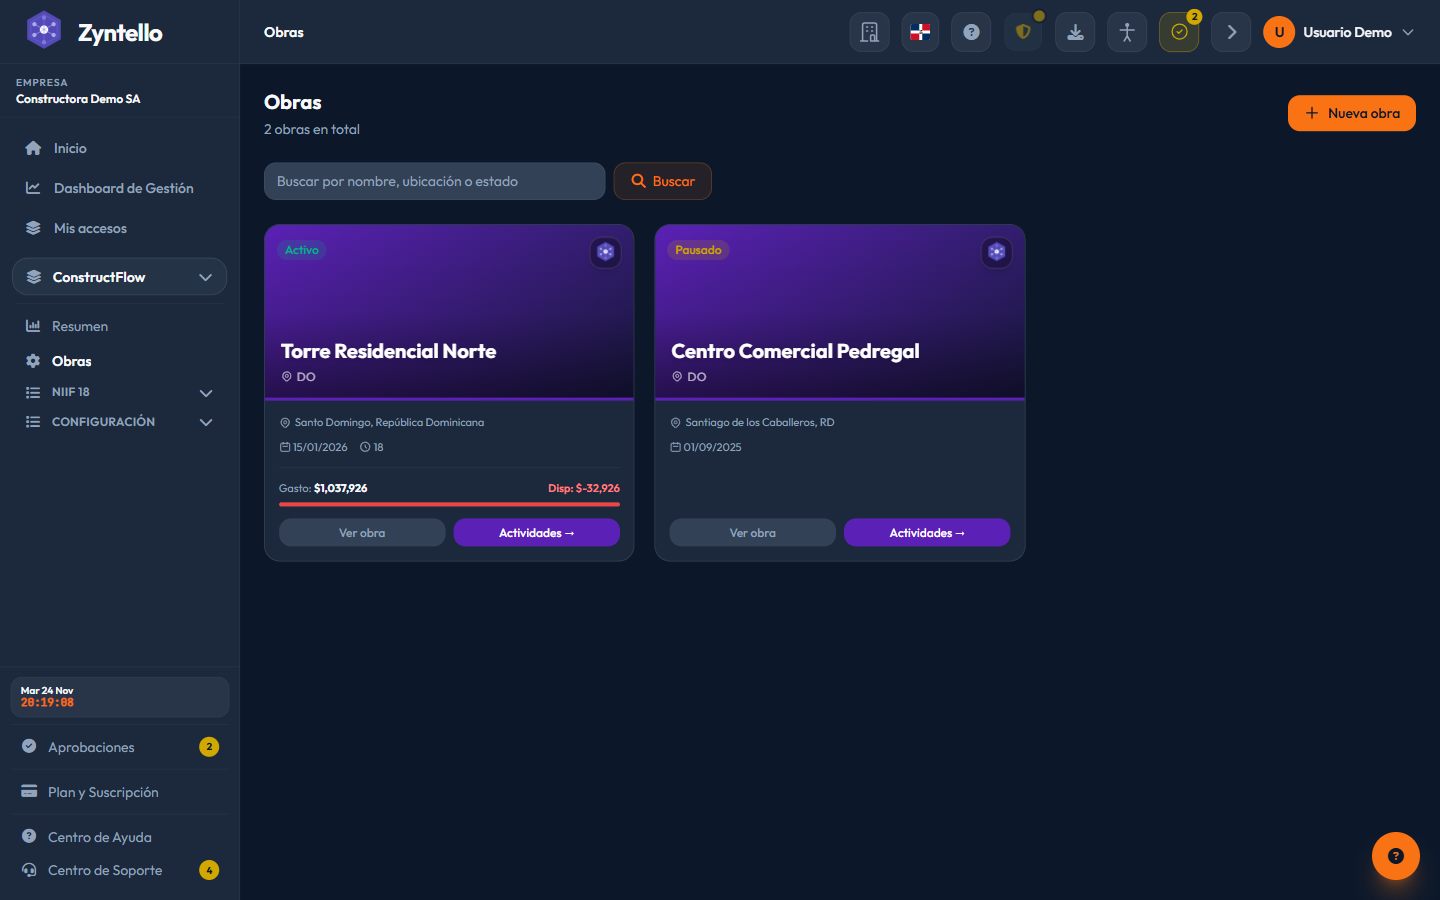 Zyntello
Obras
2
U
Usuario Demo
EMPRESA
Constructora Demo SA
Inicio
Dashboard de Gestión
Mis accesos
ConstructFlow
Resumen
Obras
NIIF 18
CONFIGURACIÓN
Mar 24 Nov
20:19:08
Aprobaciones
2
Plan y Suscripción
Centro de Ayuda
Centro de Soporte
4
Obras
2 obras en total
+ Nueva obra
Buscar por nombre, ubicación o estado
Buscar
Activo
Torre Residencial Norte
DO
Santo Domingo, República Dominicana
15/01/2026 18
Gasto: $1,037,926 Disp: $-32,926
Ver obra Actividades →
Pausado
Centro Comercial Pedregal
DO
Santiago de los Caballeros, RD
01/09/2025
Ver obra Actividades →